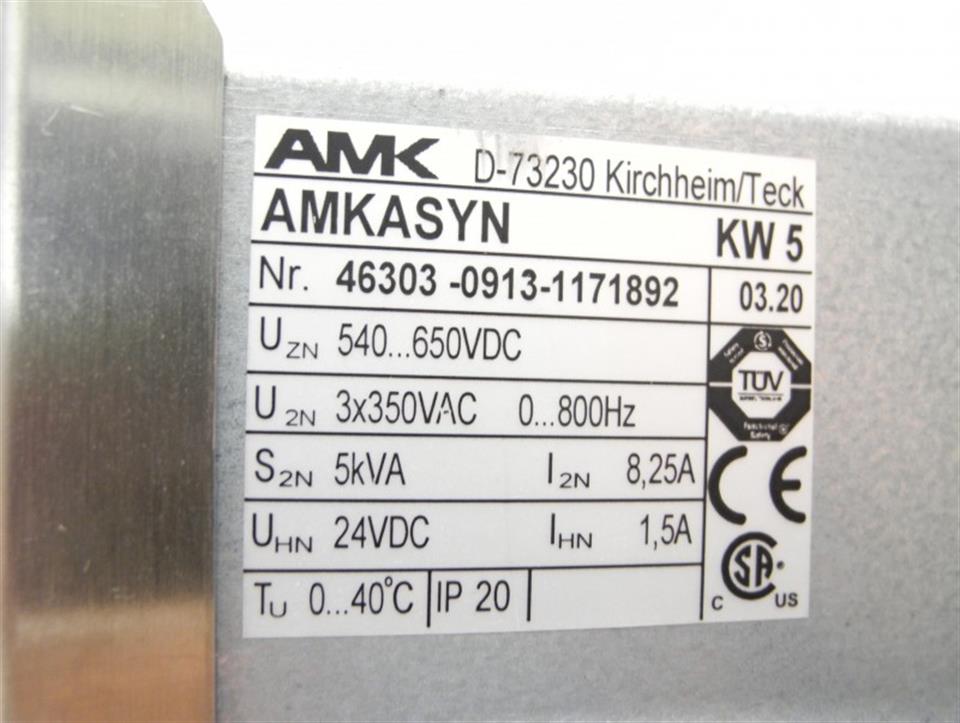 AMK D-73230 Kirchheim/Teck
AMKASYN KW 5
Nr. 46303 -0913-1171892 03.20
UZN 540...650VDC
U2N 3x350VAC 0...800Hz
S2N 5kVA I2N 8,25A
UHN 24VDC IHN 1,5A
TU 0...40°C IP 20
TÜV
Functional
Safety
CE
SA
C US